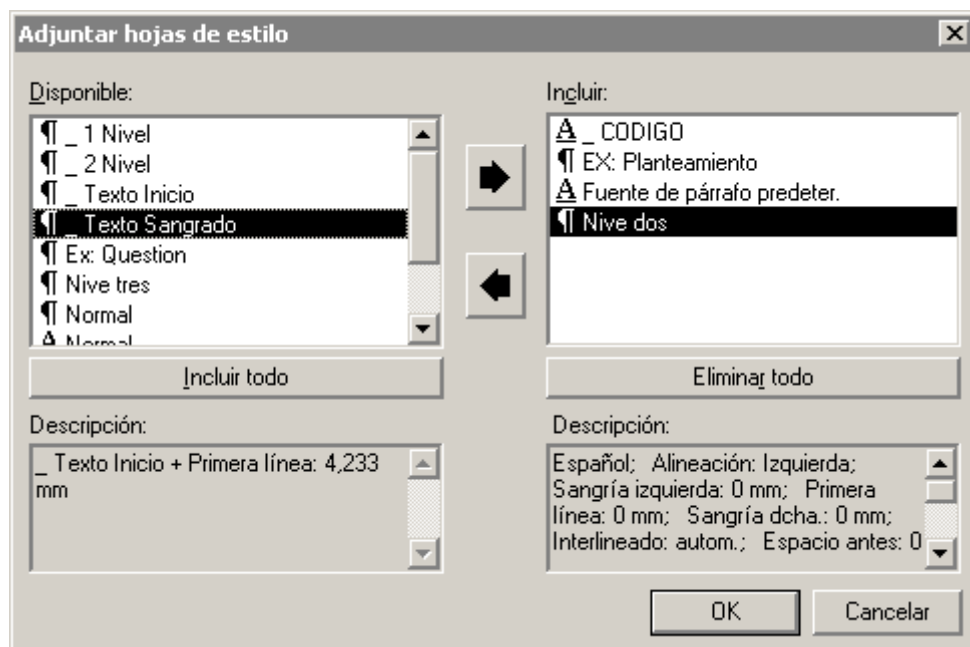 Adjuntar hojas de estilo
Disponible:
¶ _ 1 Nivel
¶ _ 2 Nivel
¶ _ Texto Inicio
¶ _ Texto Sangrado
¶ Ex: Question
¶ Nive tres
¶ Normal
A Normal
Incluir todo
Descripción:
_ Texto Inicio + Primera línea: 4,233
mm
Incluir:
A _ CODIGO
¶ EX: Planteamiento
A Fuente de párrafo predeter.
¶ Nive dos
Eliminar todo
Descripción:
Español; Alineación: Izquierda;
Sangría izquierda: 0 mm; Primera
línea: 0 mm; Sangría dcha.: 0 mm;
Interlineado: autom.; Espacio antes: 0
OK
Cancelar